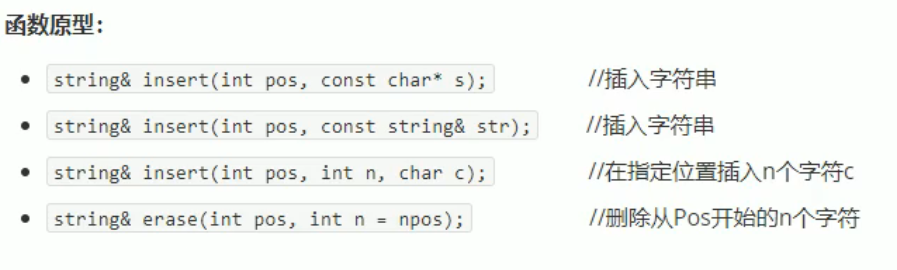 函数原型：
string& insert(int pos, const char* s); //插入字符串
string& insert(int pos, const string& str); //插入字符串
string& insert(int pos, int n, char c); //在指定位置插入n个字符c
string& erase(int pos, int n = npos); //删除从Pos开始的n个字符